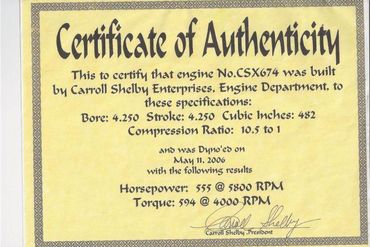 Certificate of Authenticity
This to certify that engine No.CSX674 was built
by Carroll Shelby Enterprises, Engine Department, to
these specifications:
Bore: 4.250 Stroke: 4.250 Cubic Inches: 482
Compression Ratio: 10.5 to 1
and was Dyno'ed on
May 11, 2006
with the following results
Horsepower: 555 @ 5800 RPM
Torque: 594 @ 4000 RPM
Carroll Shelby
Carroll Shelby, President